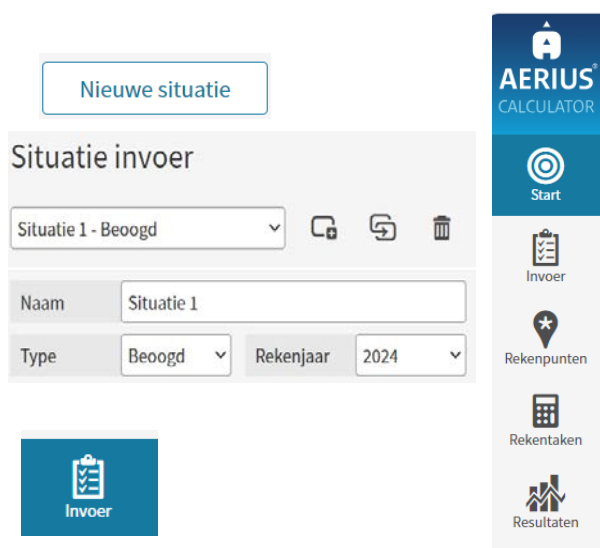 Nieuwe situatie
Situatie invoer
Situatie 1 - Beoogd
Naam Situatie 1
Type Beoogd Rekenjaar 2024
Invoer
AERIUS®
CALCULATOR
Start
Invoer
Rekenpunten
Rekentaken
Resultaten